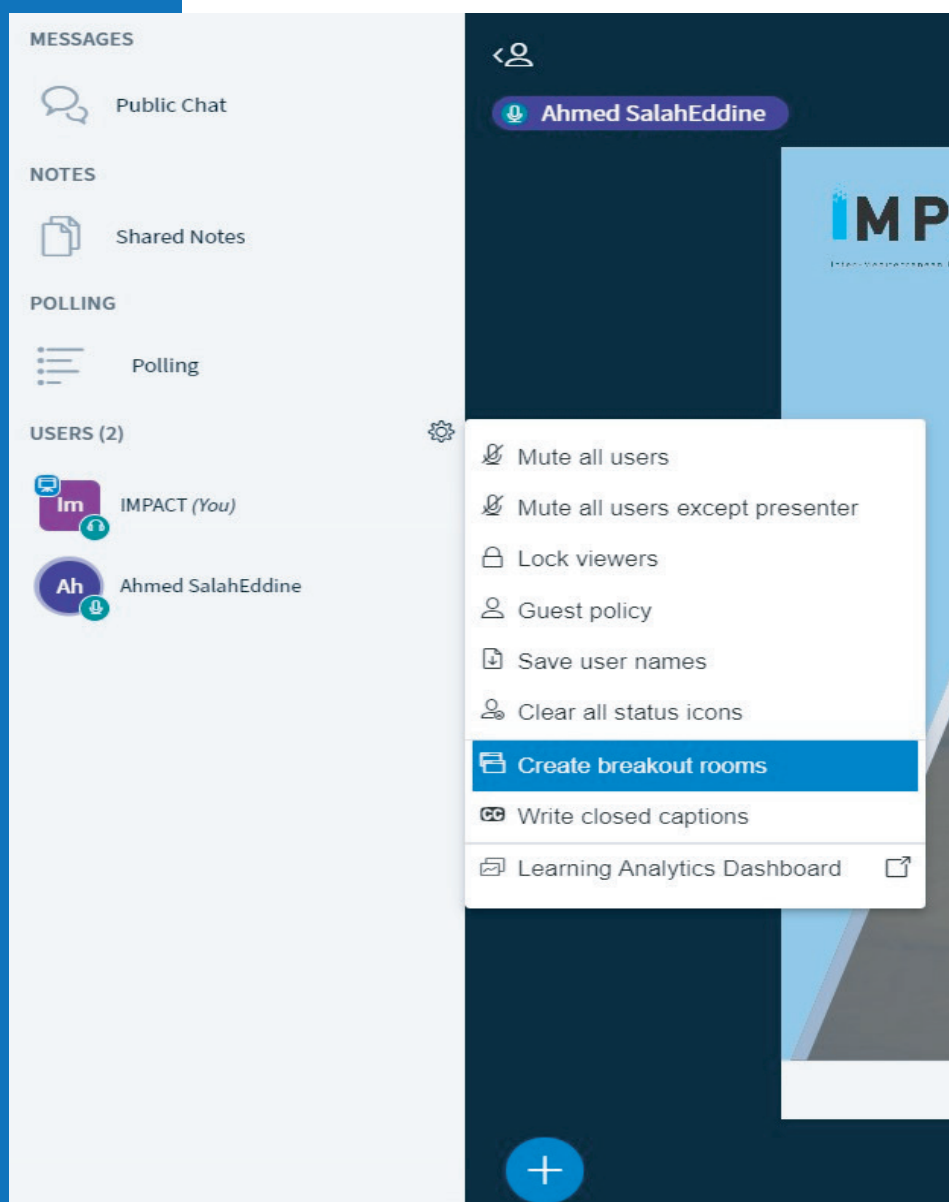 MESSAGES
Public Chat
NOTES
Shared Notes
POLLING
Polling
USERS (2)
Im
IMPACT (You)
Ah
Ahmed SalahEddine
Ahmed SalahEddine
IMP
Mute all users
Mute all users except presenter
Lock viewers
Guest policy
Save user names
Clear all status icons
Create breakout rooms
CC Write closed captions
Learning Analytics Dashboard